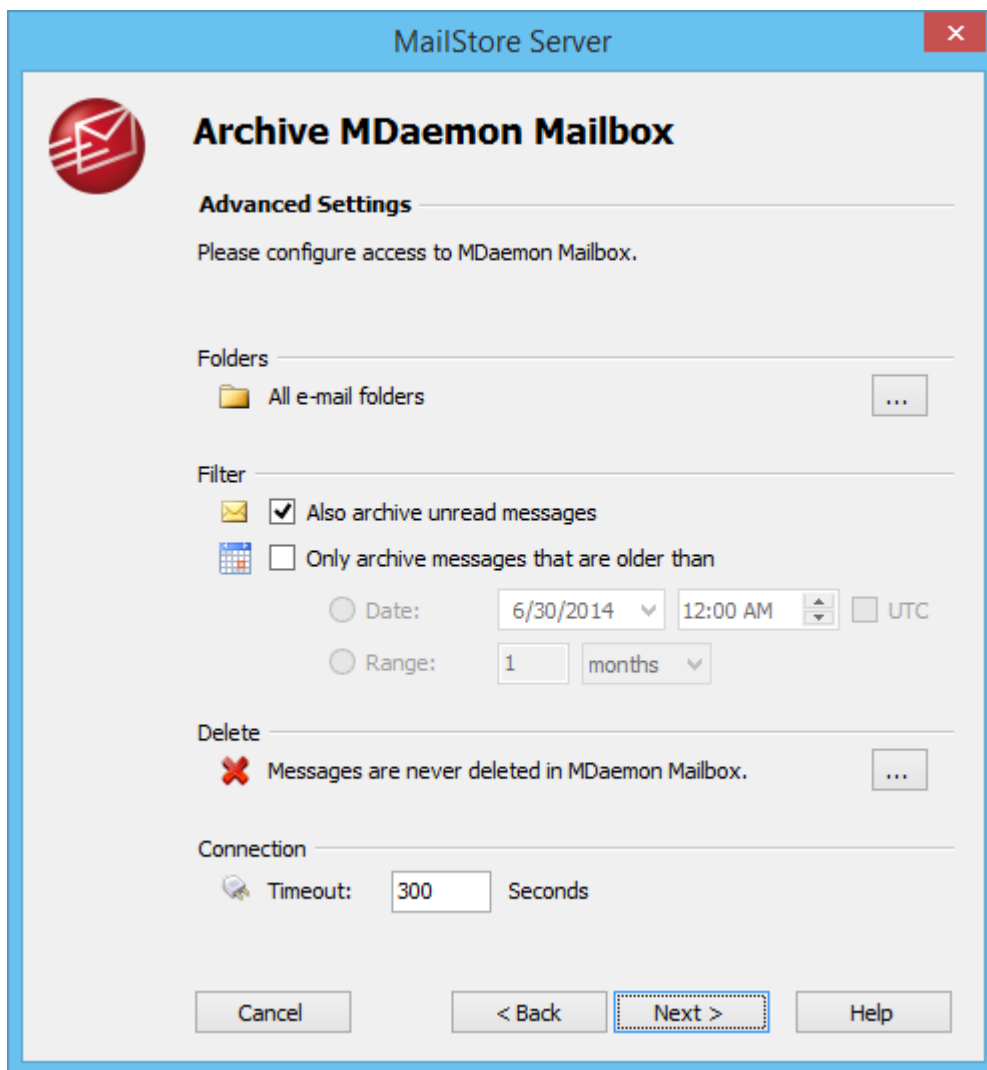 MailStore Server
Archive MDaemon Mailbox
Advanced Settings
Please configure access to MDaemon Mailbox.
Folders
All e-mail folders ...
Filter
Also archive unread messages
Only archive messages that are older than
Date: 6/30/2014 12:00 AM UTC
Range: 1 months
Delete
Messages are never deleted in MDaemon Mailbox. ...
Connection
Timeout: 300 Seconds
Cancel < Back Next > Help